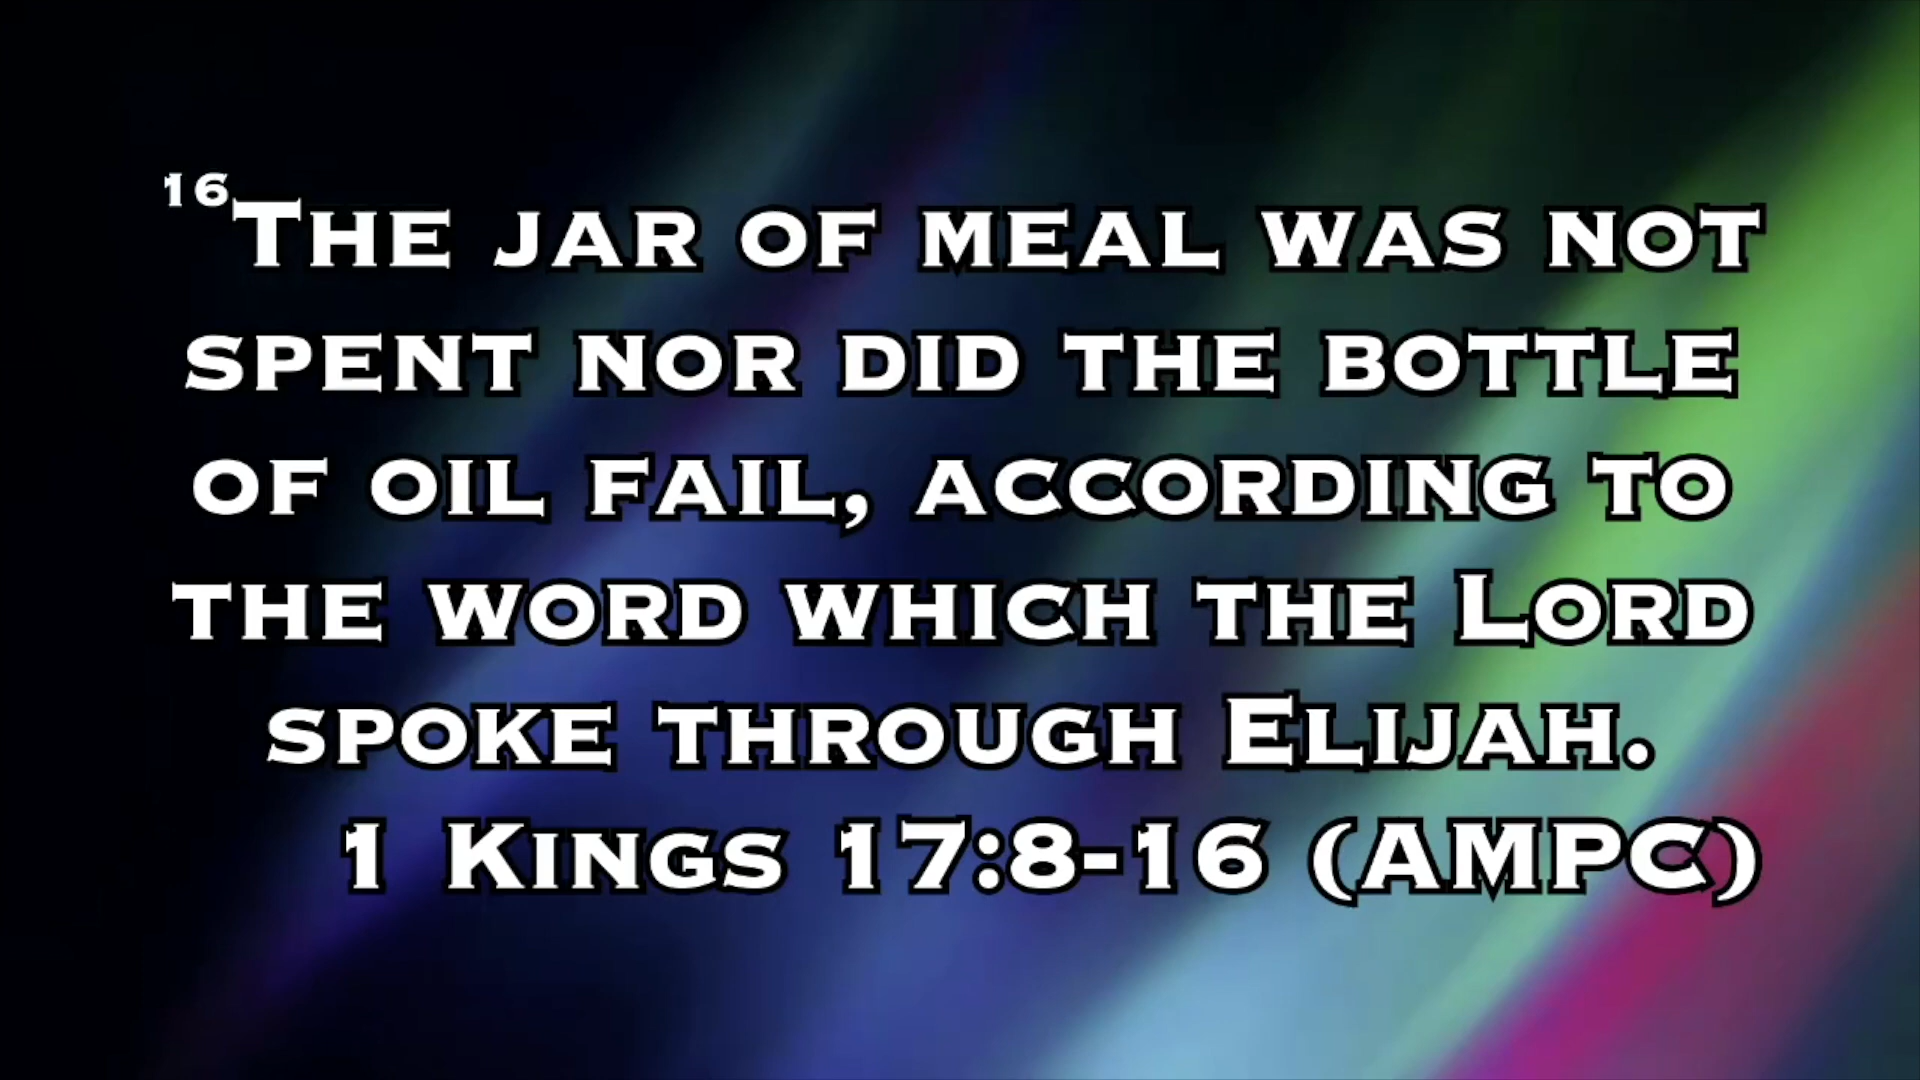 16The jar of meal was not
spent nor did the bottle
of oil fail, according to
the word which the Lord
spoke through Elijah.
1 Kings 17:8-16 (AMPC)